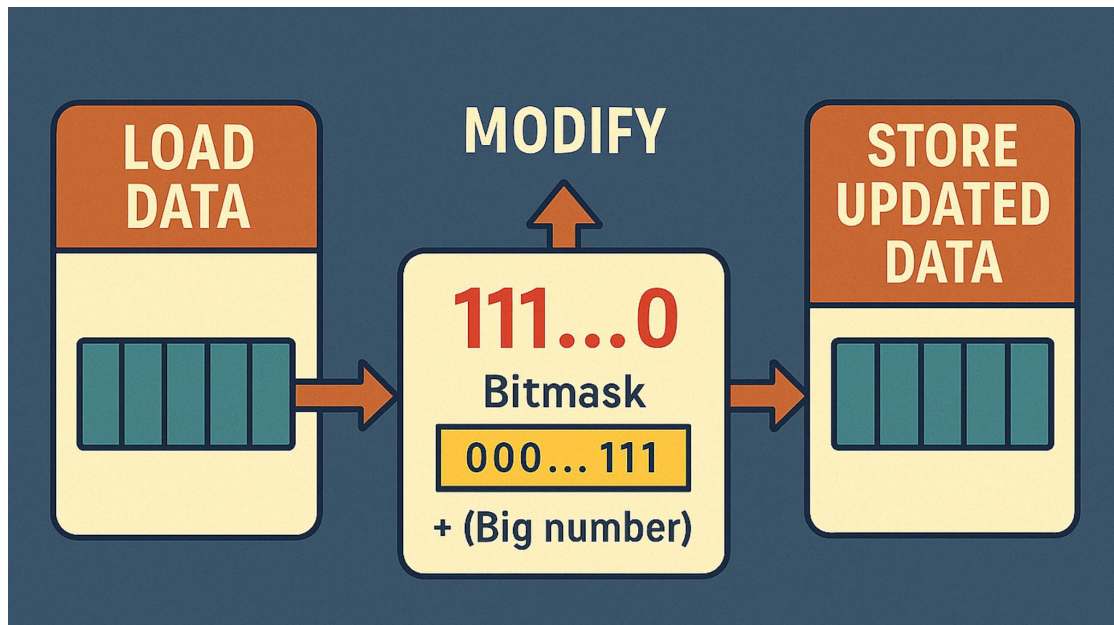 LOAD
DATA
MODIFY
111...0
Bitmask
000... 111
+ (Big number)
STORE
UPDATED
DATA